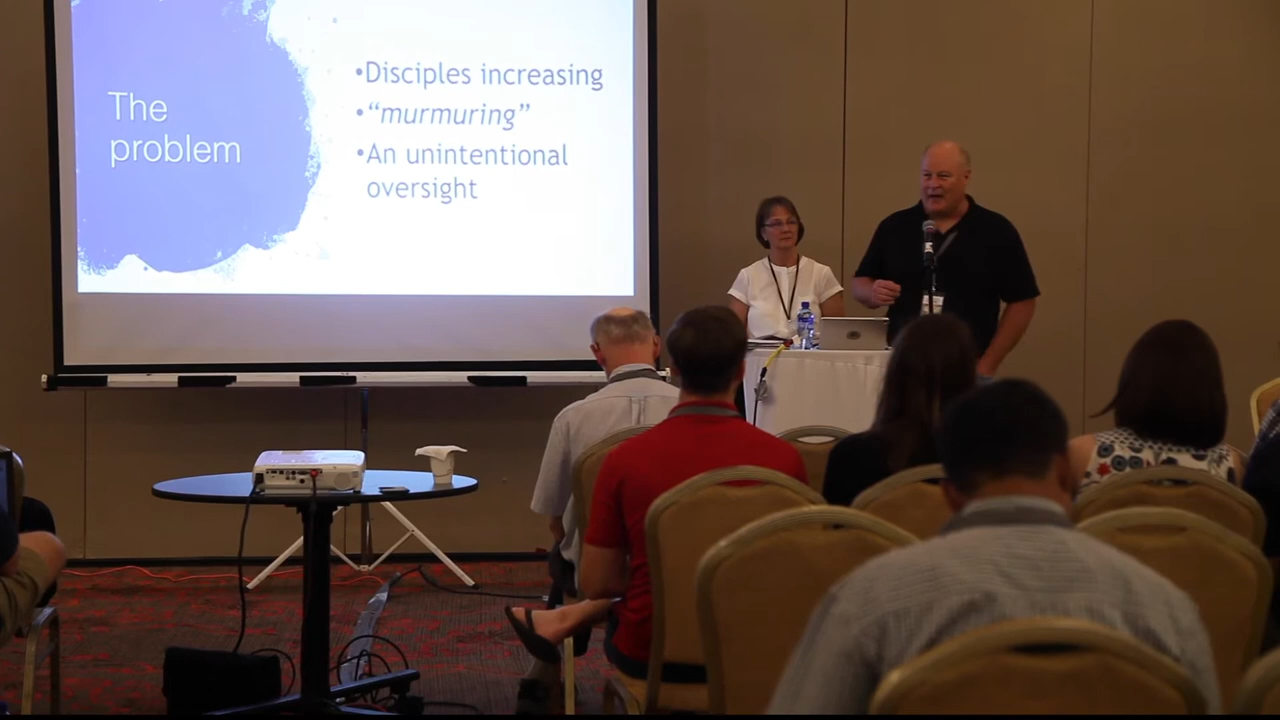 The
problem
•Disciples increasing
•“murmuring”
•An unintentional
oversight